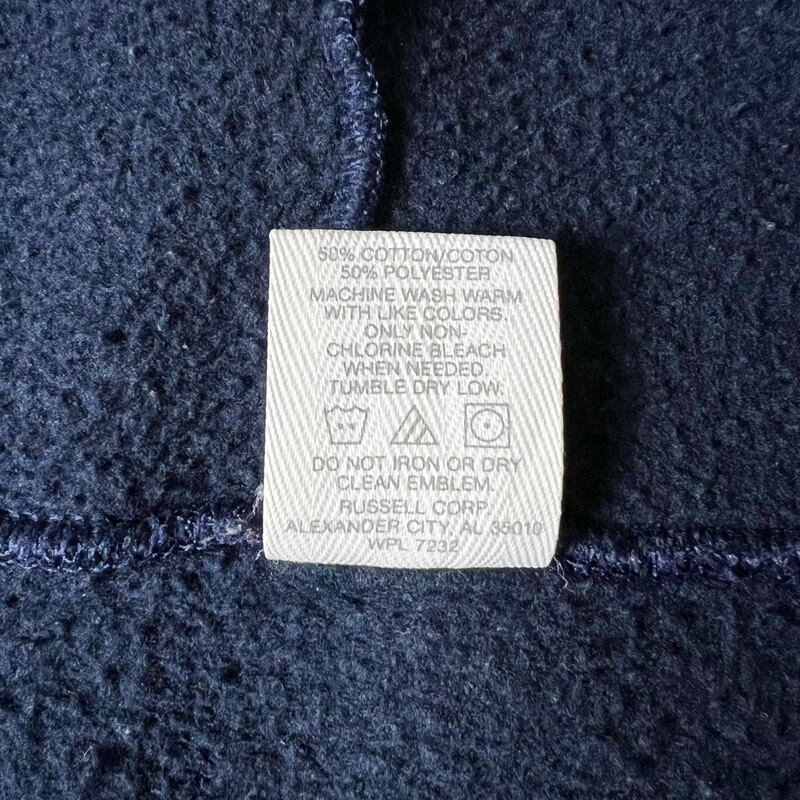 50% COTTON/COTON
50% POLYESTER
MACHINE WASH WARM
WITH LIKE COLORS.
ONLY NON-
CHLORINE BLEACH
WHEN NEEDED.
TUMBLE DRY LOW.
DO NOT IRON OR DRY
CLEAN EMBLEM.
RUSSELL CORP.
ALEXANDER CITY, AL 35010
WPL 7232